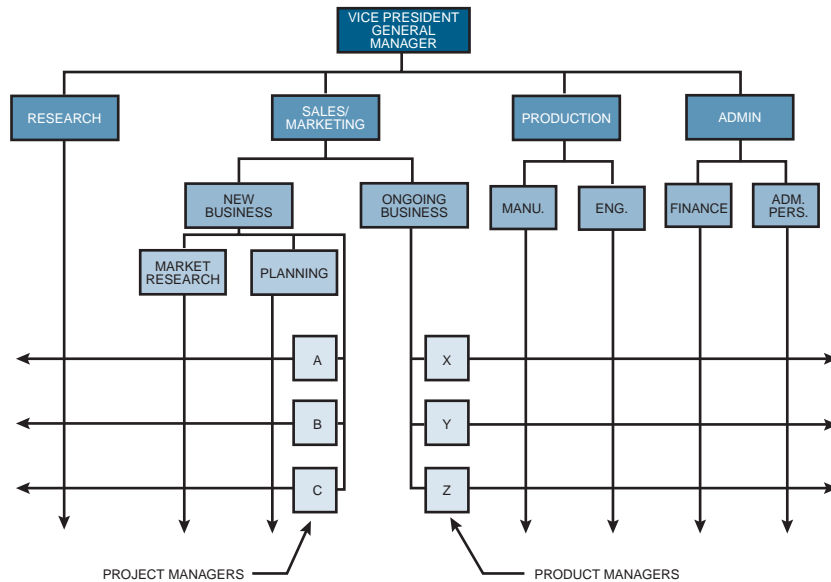 VICE PRESIDENT
GENERAL
MANAGER
RESEARCH
SALES/
MARKETING
PRODUCTION
ADMIN
NEW
BUSINESS
ONGOING
BUSINESS
MANU.
ENG.
FINANCE
ADM.
PERS.
MARKET
RESEARCH
PLANNING
A
X
B
Y
C
Z
PROJECT MANAGERS
PRODUCT MANAGERS